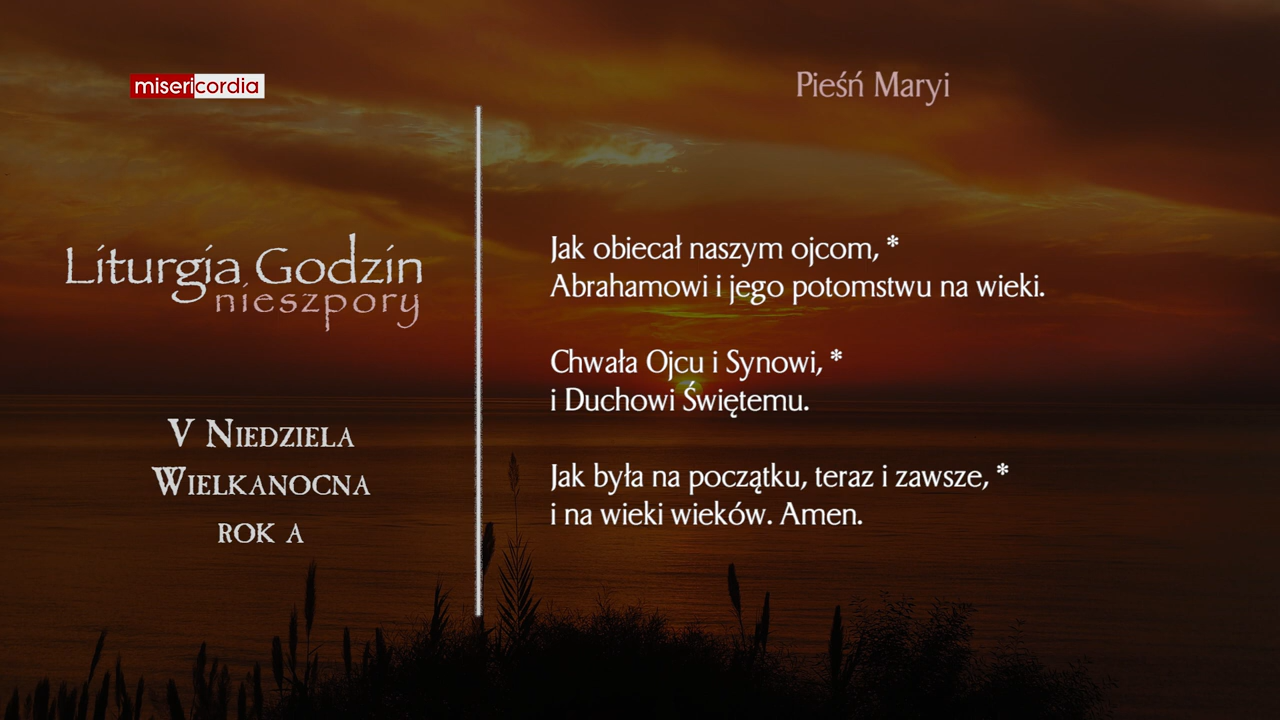 misericordia
Pieśń Maryi
Liturgia Godzin
nieszpory
V Niedziela
Wielkanocna
rok A
Jak obiecał naszym ojcom, *
Abrahamowi i jego potomstwu na wieki.
Chwała Ojcu i Synowi, *
i Duchowi Świętemu.
Jak była na początku, teraz i zawsze, *
i na wieki wieków. Amen.